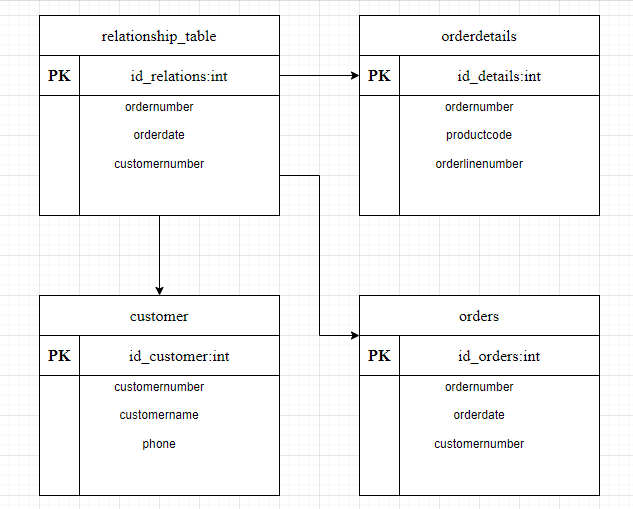 relationship_table
PK id_relations:int
ordernumber
orderdate
customernumber
orderdetails
PK id_details:int
ordernumber
productcode
orderlinenumber
customer
PK id_customer:int
customernumber
customername
phone
orders
PK id_orders:int
ordernumber
orderdate
customernumber